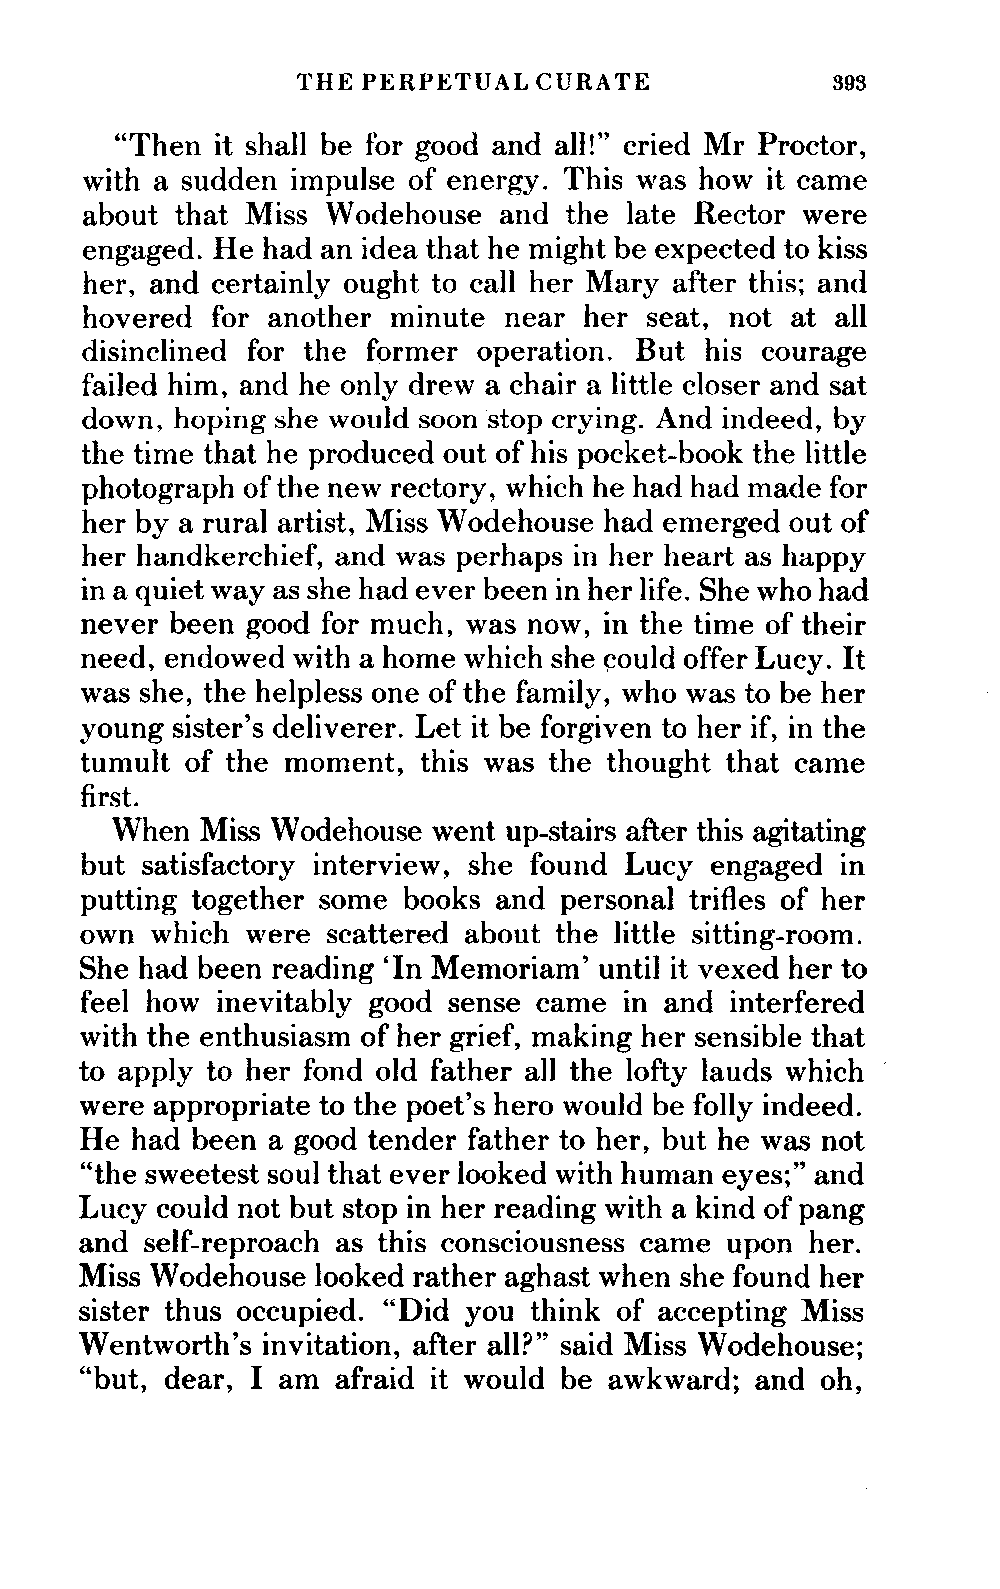 THE PERPETUAL CURATE 393
“Then it shall be for good and all!” cried Mr Proctor,
with a sudden impulse of energy. This was how it came
about that Miss Wodehouse and the late Rector were
engaged. He had an idea that he might be expected to kiss
her, and certainly ought to call her Mary after this; and
hovered for another minute near her seat, not at all
disinclined for the former operation. But his courage
failed him, and he only drew a chair a little closer and sat
down, hoping she would soon stop crying. And indeed, by
the time that he produced out of his pocket-book the little
photograph of the new rectory, which he had had made for
her by a rural artist, Miss Wodehouse had emerged out of
her handkerchief, and was perhaps in her heart as happy
in a quiet way as she had ever been in her life. She who had
never been good for much, was now, in the time of their
need, endowed with a home which she could offer Lucy. It
was she, the helpless one of the family, who was to be her
young sister’s deliverer. Let it be forgiven to her if, in the
tumult of the moment, this was the thought that came
first.
When Miss Wodehouse went up-stairs after this agitating
but satisfactory interview, she found Lucy engaged in
putting together some books and personal trifles of her
own which were scattered about the little sitting-room.
She had been reading ‘In Memoriam’ until it vexed her to
feel how inevitably good sense came in and interfered
with the enthusiasm of her grief, making her sensible that
to apply to her fond old father all the lofty lauds which
were appropriate to the poet’s hero would be folly indeed.
He had been a good tender father to her, but he was not
“the sweetest soul that ever looked with human eyes;” and
Lucy could not but stop in her reading with a kind of pang
and self-reproach as this consciousness came upon her.
Miss Wodehouse looked rather aghast when she found her
sister thus occupied. “Did you think of accepting Miss
Wentworth’s invitation, after all?” said Miss Wodehouse;
“but, dear, I am afraid it would be awkward; and oh,